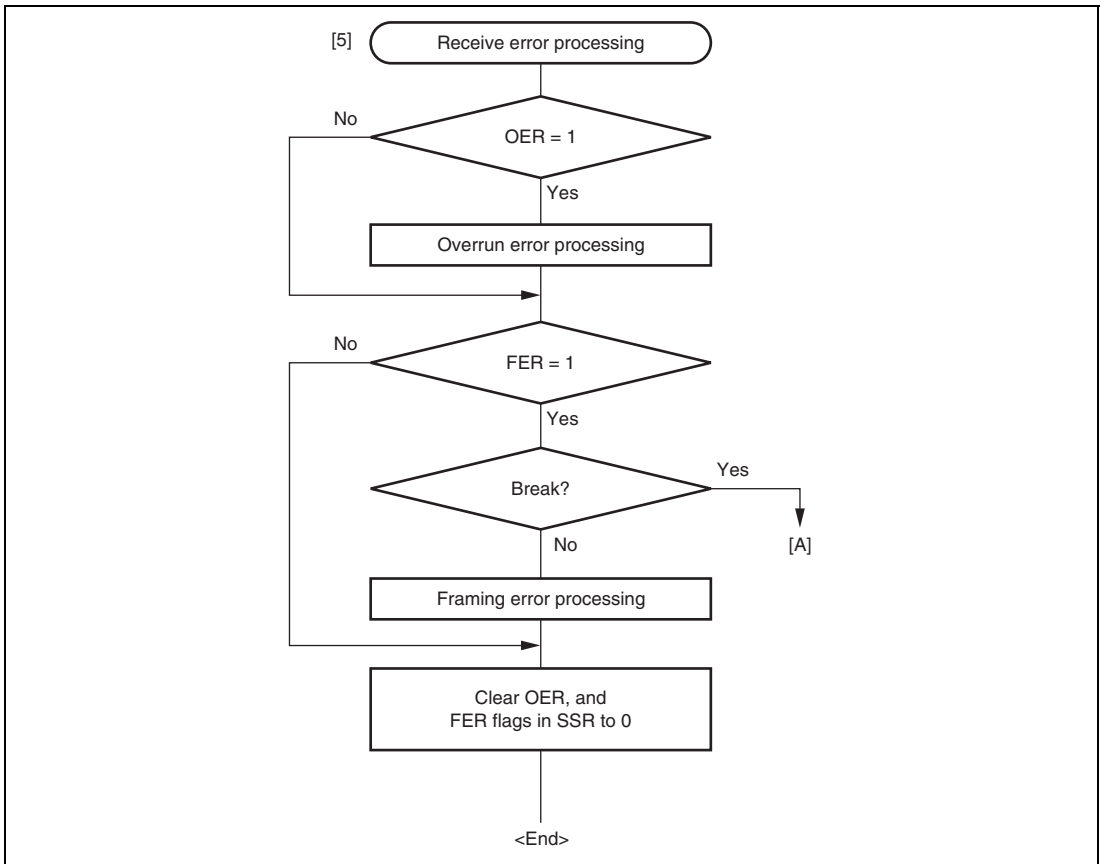 [5]
Receive error processing
No
OER = 1
Yes
Overrun error processing
No
FER = 1
Yes
Break?
Yes
[A]
No
Framing error processing
Clear OER, and
FER flags in SSR to 0
<End>